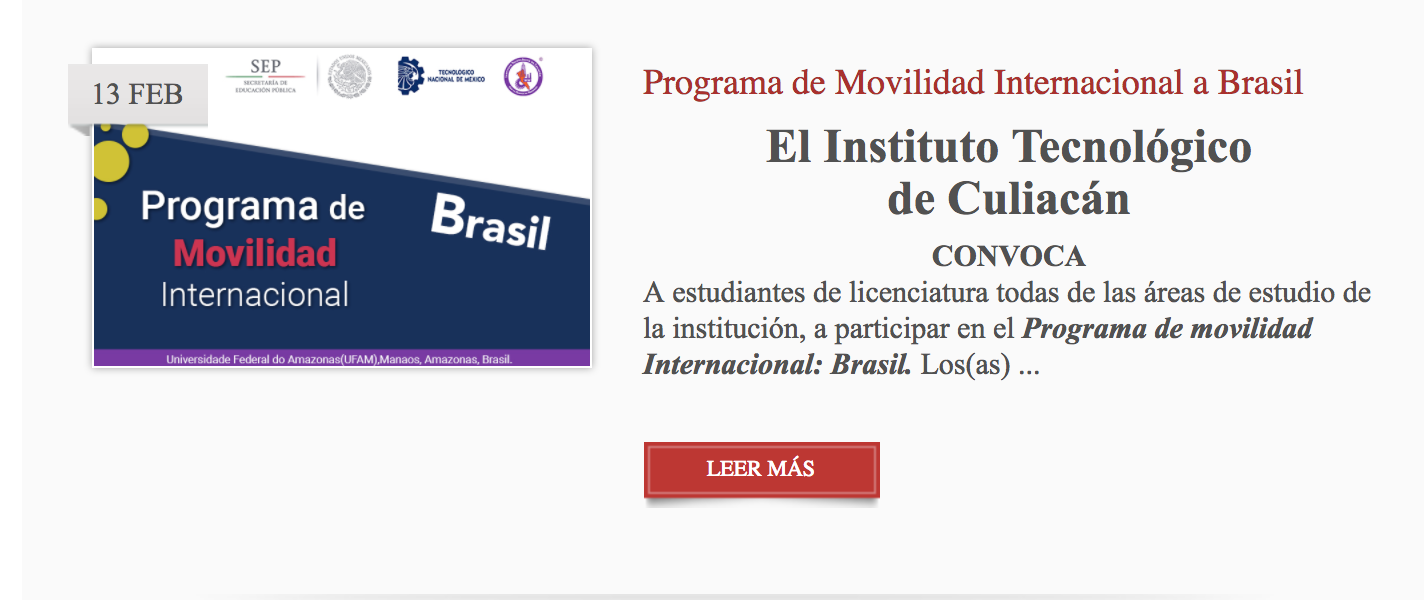 13 FEB
SEP
SECRETARÍA DE
EDUCACIÓN PÚBLICA
TECNOLÓGICO
NACIONAL DE MÉXICO
Programa de
Movilidad
Internacional
Brasil
Universidade Federal do Amazonas(UFAM),Manaos, Amazonas, Brasil.
Programa de Movilidad Internacional a Brasil
El Instituto Tecnológico
de Culiacán
CONVOCA
A estudiantes de licenciatura todas de las áreas de estudio de
la institución, a participar en el Programa de movilidad
Internacional: Brasil. Los(as) ...
LEER MÁS